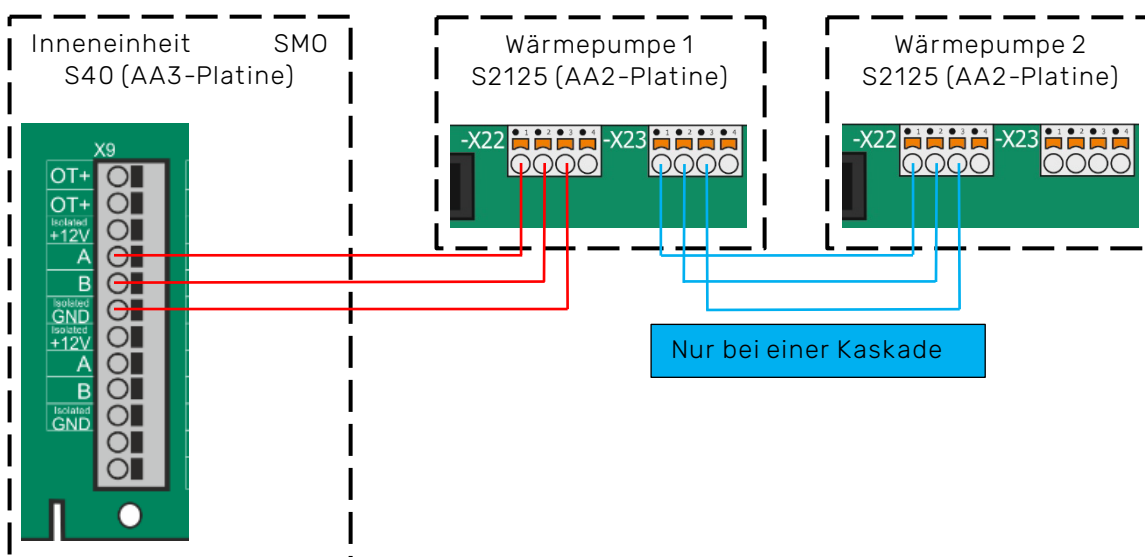 Inneneinheit SMO
S40 (AA3-Platine)
X9
OT+
OT+
Isolated
+12V
A
B
Isolated
GND
Isolated
+12V
A
B
Isolated
GND
Wärmepumpe 1
S2125 (AA2-Platine)
-X22 1 2 3 4 -X23 1 2 3 4
Wärmepumpe 2
S2125 (AA2-Platine)
-X22 1 2 3 4 -X23 1 2 3 4
Nur bei einer Kaskade